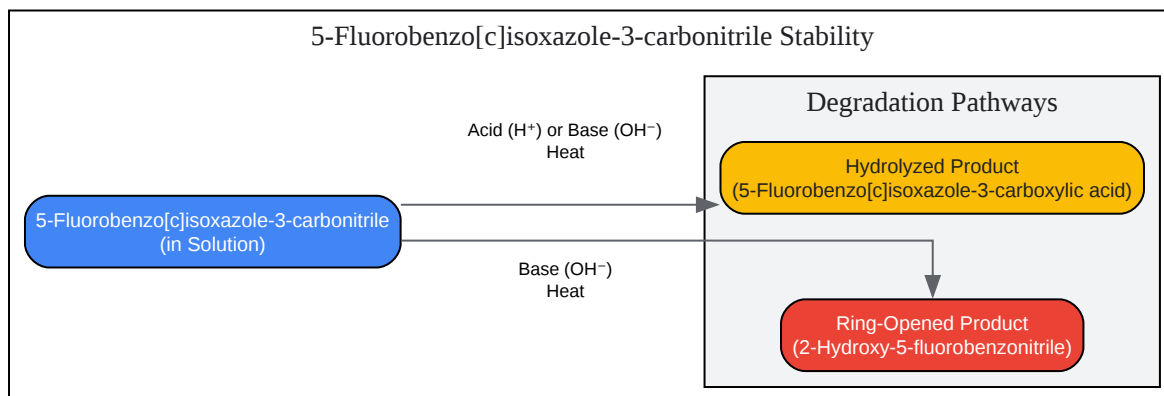 5-Fluorobenzo[c]isoxazole-3-carbonitrile Stability
Degradation Pathways
Acid (H⁺) or Base (OH⁻)
Heat
Hydrolyzed Product
(5-Fluorobenzo[c]isoxazole-3-carboxylic acid)
5-Fluorobenzo[c]isoxazole-3-carbonitrile
(in Solution)
Base (OH⁻)
Heat
Ring-Opened Product
(2-Hydroxy-5-fluorobenzonitrile)